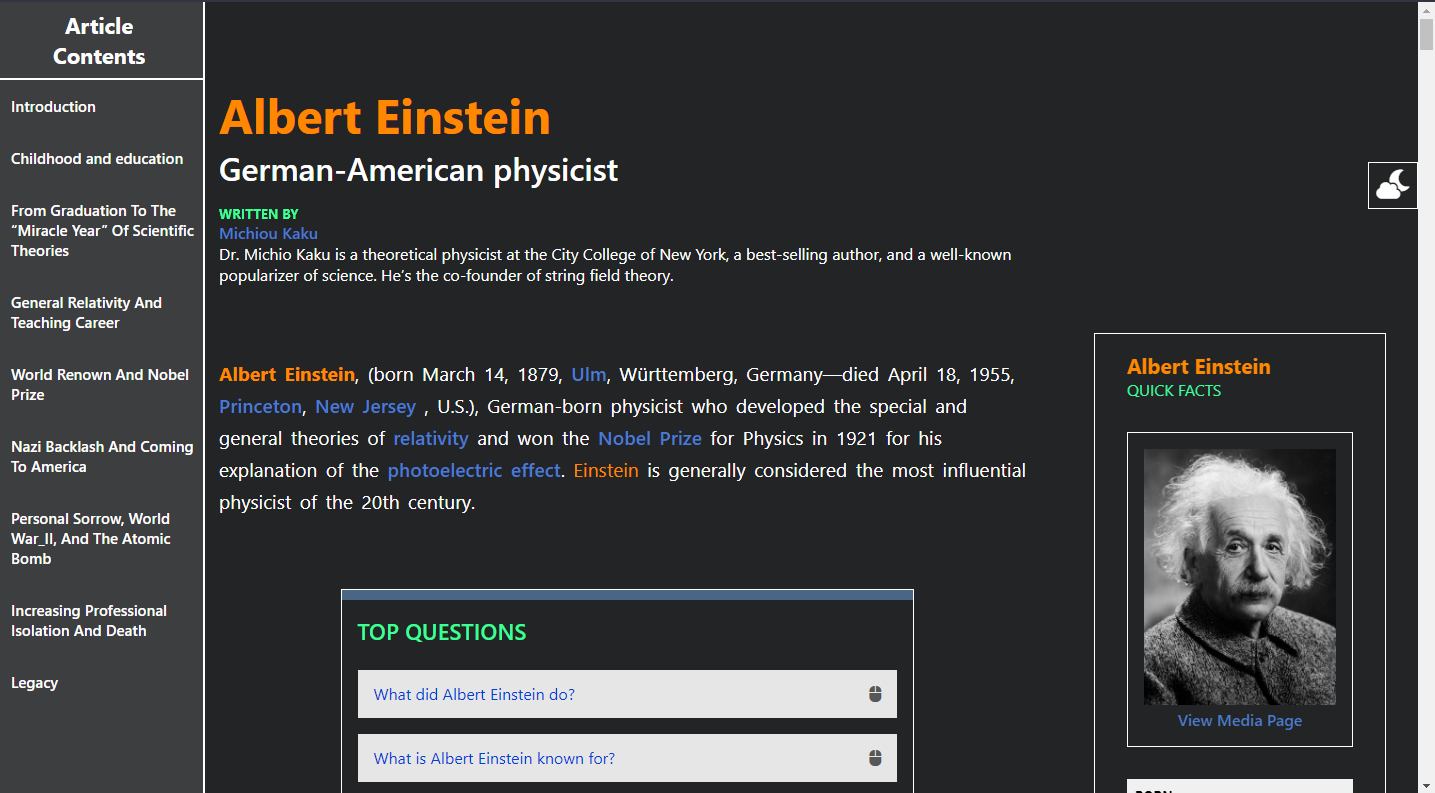 Article
Contents
Introduction
Childhood and education
From Graduation To The
“Miracle Year” Of Scientific
Theories
General Relativity And
Teaching Career
World Renown And Nobel
Prize
Nazi Backlash And Coming
To America
Personal Sorrow, World
War_II, And The Atomic
Bomb
Increasing Professional
Isolation And Death
Legacy
Albert Einstein
German-American physicist
WRITTEN BY
Michiou Kaku
Dr. Michio Kaku is a theoretical physicist at the City College of New York, a best-selling author, and a well-known
popularizer of science. He’s the co-founder of string field theory.
Albert Einstein, (born March 14, 1879, Ulm, Württemberg, Germany—died April 18, 1955,
Princeton, New Jersey , U.S.), German-born physicist who developed the special and
general theories of relativity and won the Nobel Prize for Physics in 1921 for his
explanation of the photoelectric effect. Einstein is generally considered the most influential
physicist of the 20th century.
TOP QUESTIONS
What did Albert Einstein do?
What is Albert Einstein known for?
Albert Einstein
QUICK FACTS
View Media Page